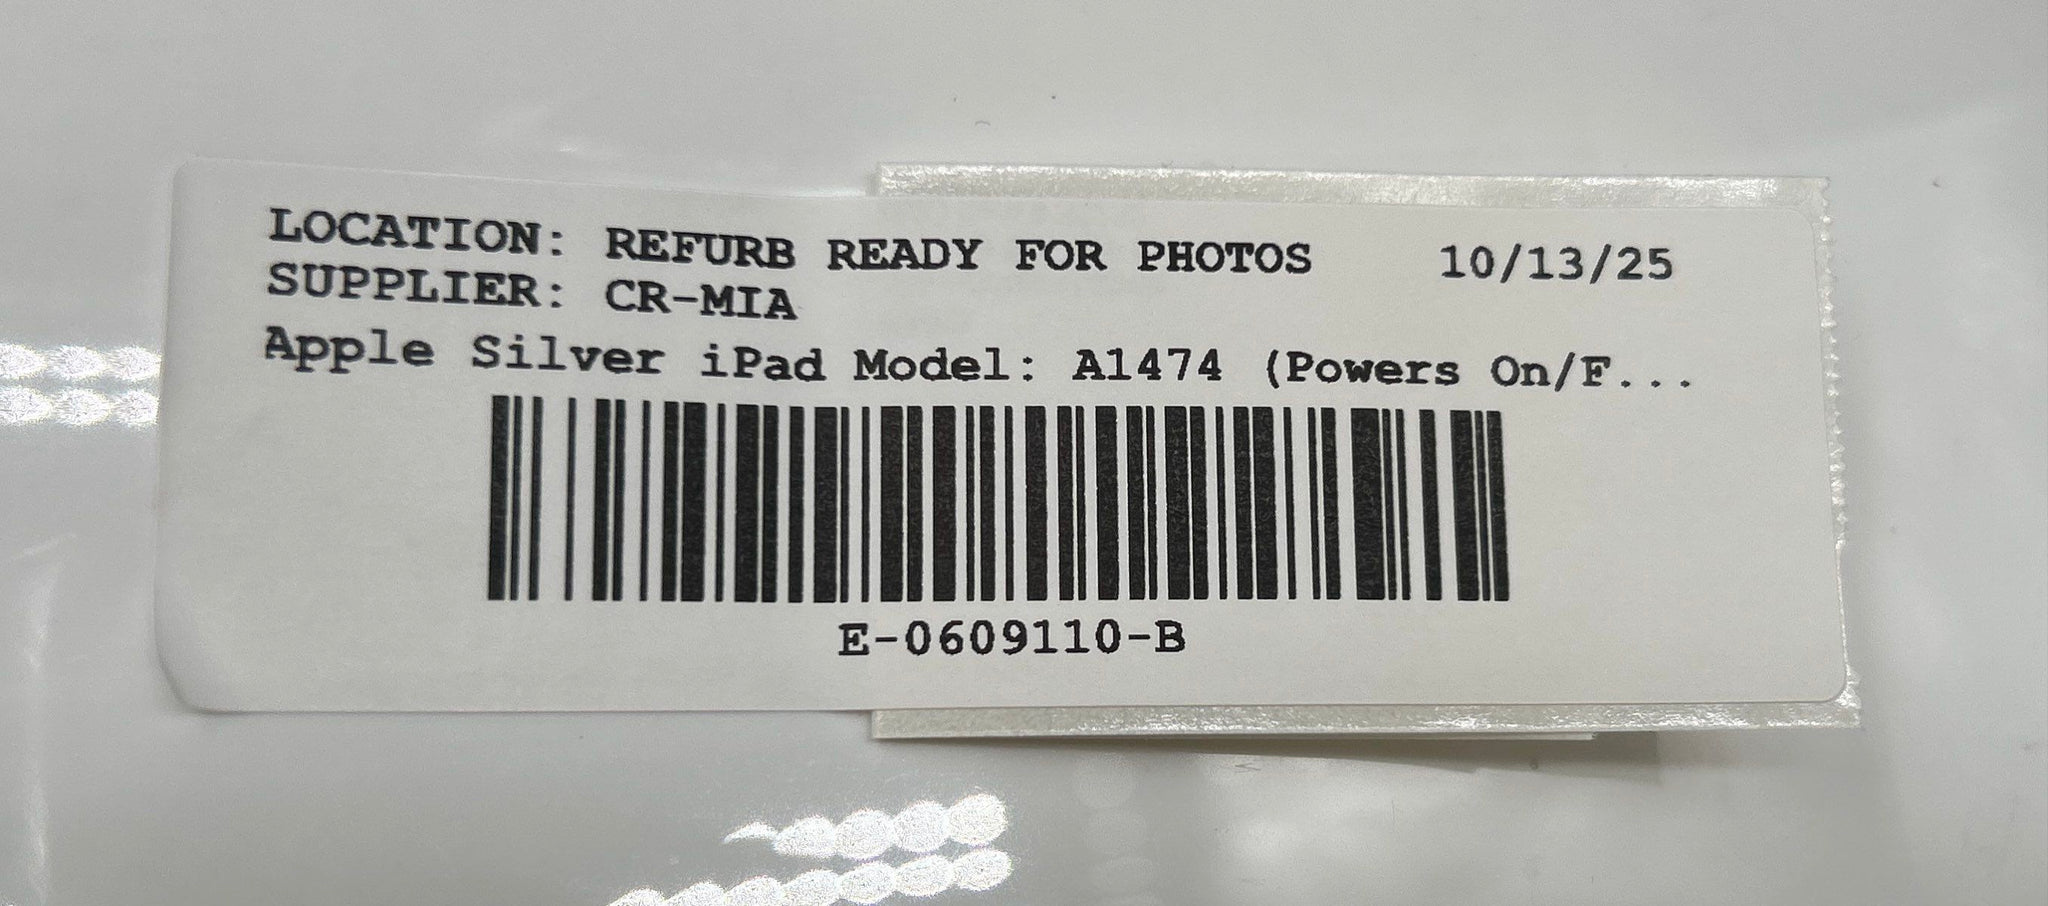 LOCATION: REFURB READY FOR PHOTOS 10/13/25
SUPPLIER: CR-MIA
Apple Silver iPad Model: A1474 (Powers On/F...
E-0609110-B